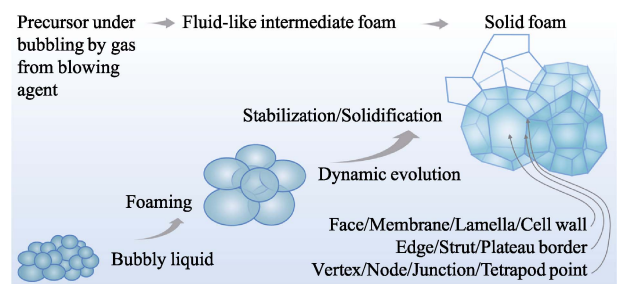 Precursor under
bubbling by gas
from blowing
agent
Fluid-like intermediate foam
Solid foam
Stabilization/Solidification
Dynamic evolution
Foaming
Bubbly liquid
Face/Membrane/Lamella/Cell wall
Edge/Strut/Plateau border
Vertex/Node/Junction/Tetrapod point